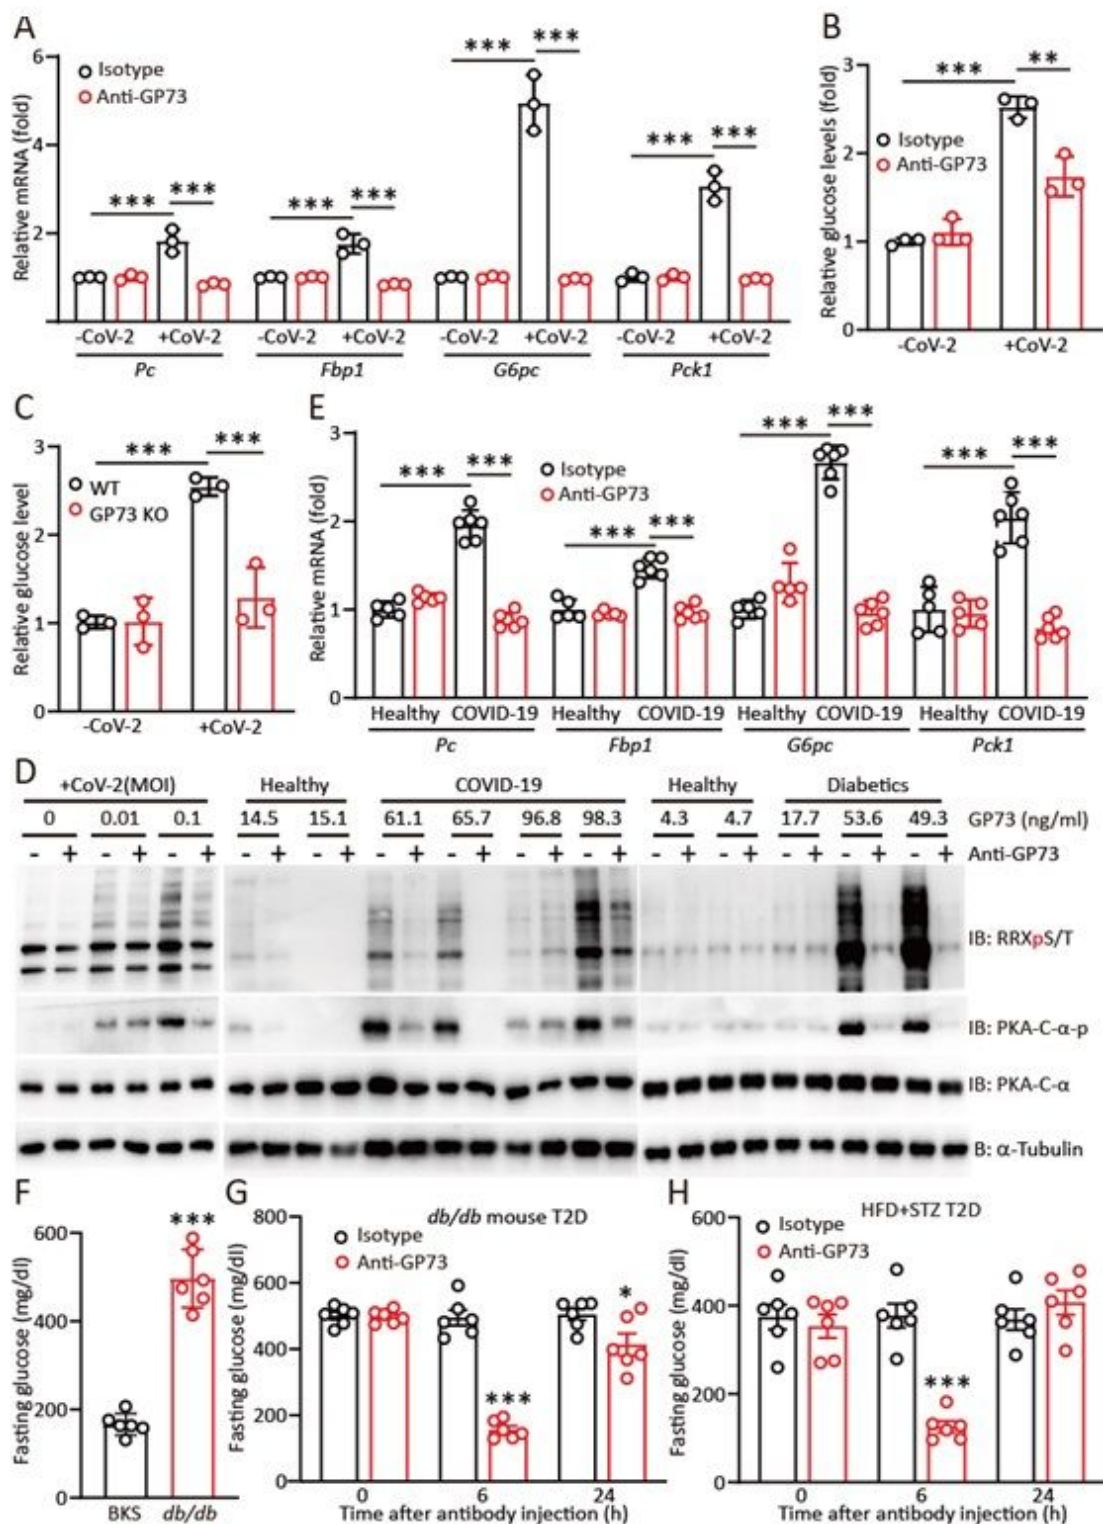 A
Relative mRNA (fold)
6
4
2
Isotype
Anti-GP73
*** *** *** *** *** *** *** ***
-CoV-2 +CoV-2 -CoV-2 +CoV-2 -CoV-2 +CoV-2 -CoV-2 +CoV-2
Pc Fbp1 G6pc Pck1
B
Relative glucose levels (fold)
3
2
1
0
*** **
Isotype
Anti-GP73
-CoV-2 +CoV-2
C
Relative glucose level
3
2
1
0
*** ***
WT
GP73 KO
-CoV-2 +CoV-2
E
Relative mRNA (fold)
3
2
1
0
Isotype
Anti-GP73
*** *** *** *** *** *** *** ***
Healthy COVID-19 Healthy COVID-19 Healthy COVID-19 Healthy COVID-19
Pc Fbp1 G6pc Pck1
D
+CoV-2(MOI) Healthy COVID-19 Healthy Diabetics
0 0.01 0.1 14.5 15.1 61.1 65.7 96.8 98.3 4.3 4.7 17.7 53.6 49.3 GP73 (ng/ml)
- + - + - + - + - + - + - + - + - + - + - + - + - + - + Anti-GP73
IB: RRXpS/T
IB: PKA-C-α-p
IB: PKA-C-α
B: α-Tubulin
F
Fasting glucose (mg/dl)
600
400
200
0
***
BKS db/db
G
db/db mouse T2D
Fasting glucose (mg/dl)
800
600
400
200
0
Isotype
Anti-GP73
*** *
0 6 24
Time after antibody injection (h)
H
HFD+STZ T2D
Fasting glucose (mg/dl)
600
400
200
0
Isotype
Anti-GP73
***
0 6 24
Time after antibody injection (h)